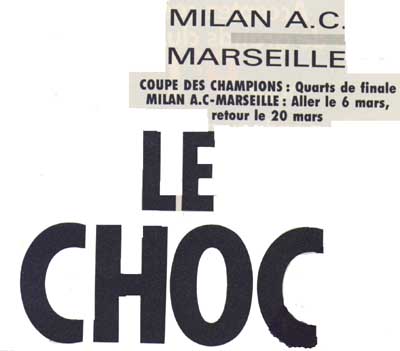 MILAN A.C.
MARSEILLE
COUPE DES CHAMPIONS : Quarts de finale
MILAN A.C-MARSEILLE : Aller le 6 mars,
retour le 20 mars
LE
CHOC